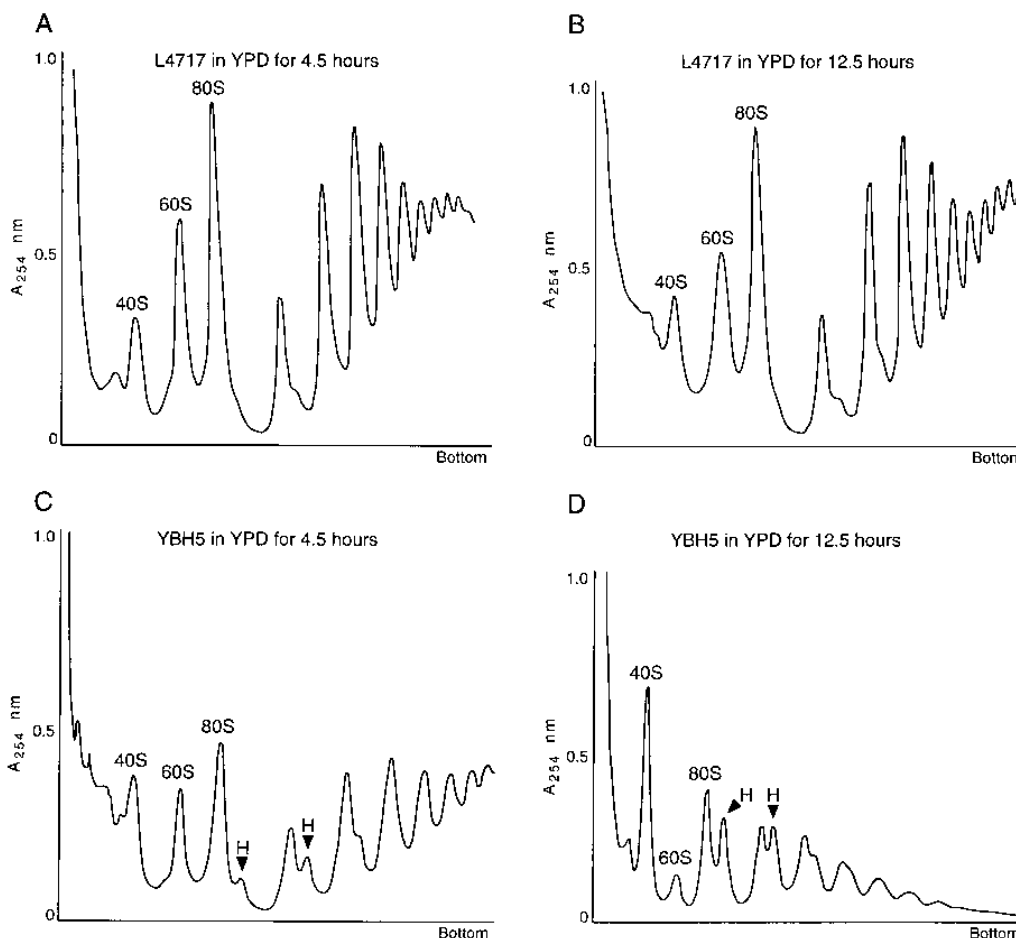 A
L4717 in YPD for 4.5 hours
1.0
80S
60S
0.5
40S
A254 nm
0
Bottom
B
L4717 in YPD for 12.5 hours
1.0
80S
60S
0.5
40S
A254 nm
0
Bottom
C
YBH5 in YPD for 4.5 hours
1.0
80S
0.5
40S
60S
H
H
A254 nm
0
Bottom
D
YBH5 in YPD for 12.5 hours
1.0
40S
0.5
80S
H
H
60S
A254 nm
0
Bottom